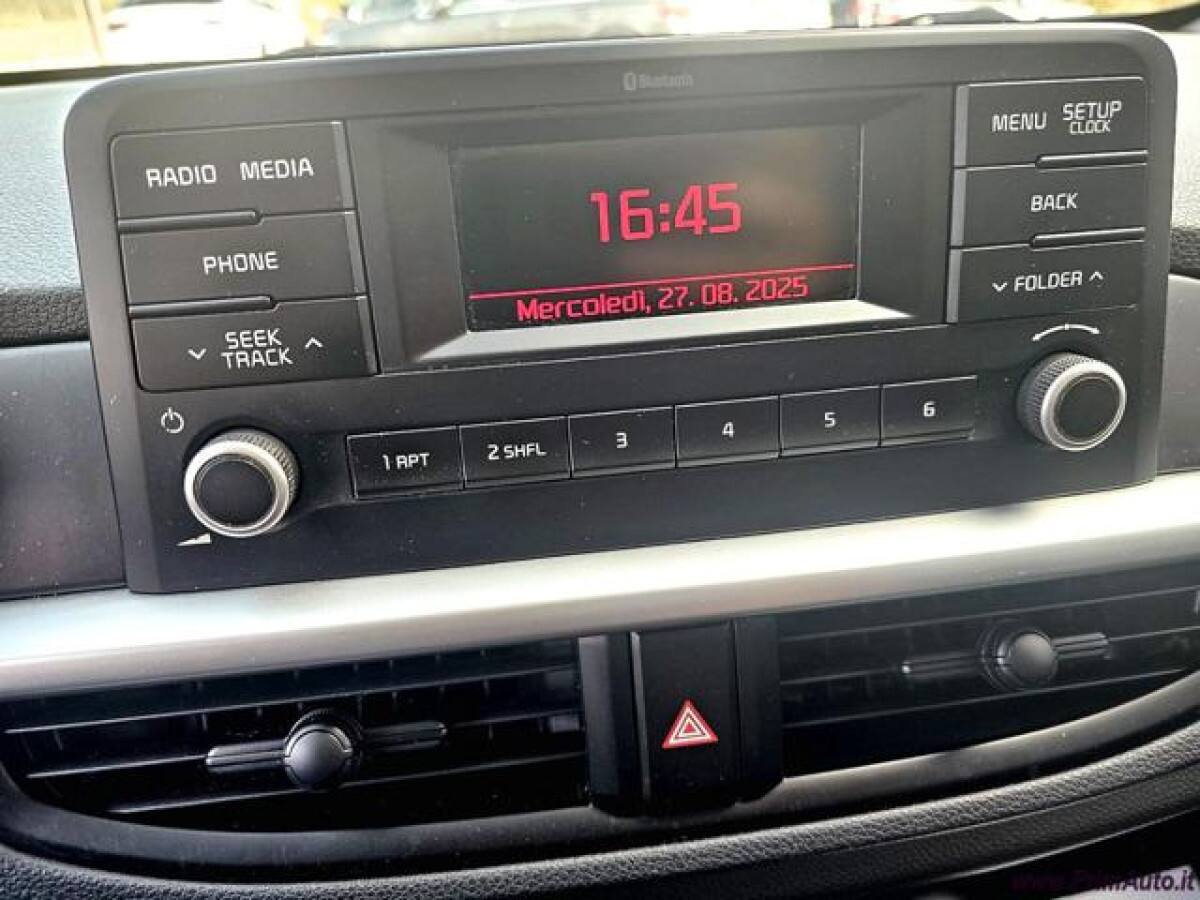 Bluetooth
RADIO MEDIA
PHONE
SEEK
TRACK
16:45
Mercoledì, 27. 08. 2025
MENU SETUP
CLOCK
BACK
FOLDER
1 RPT 2 SHFL 3 4 5 6